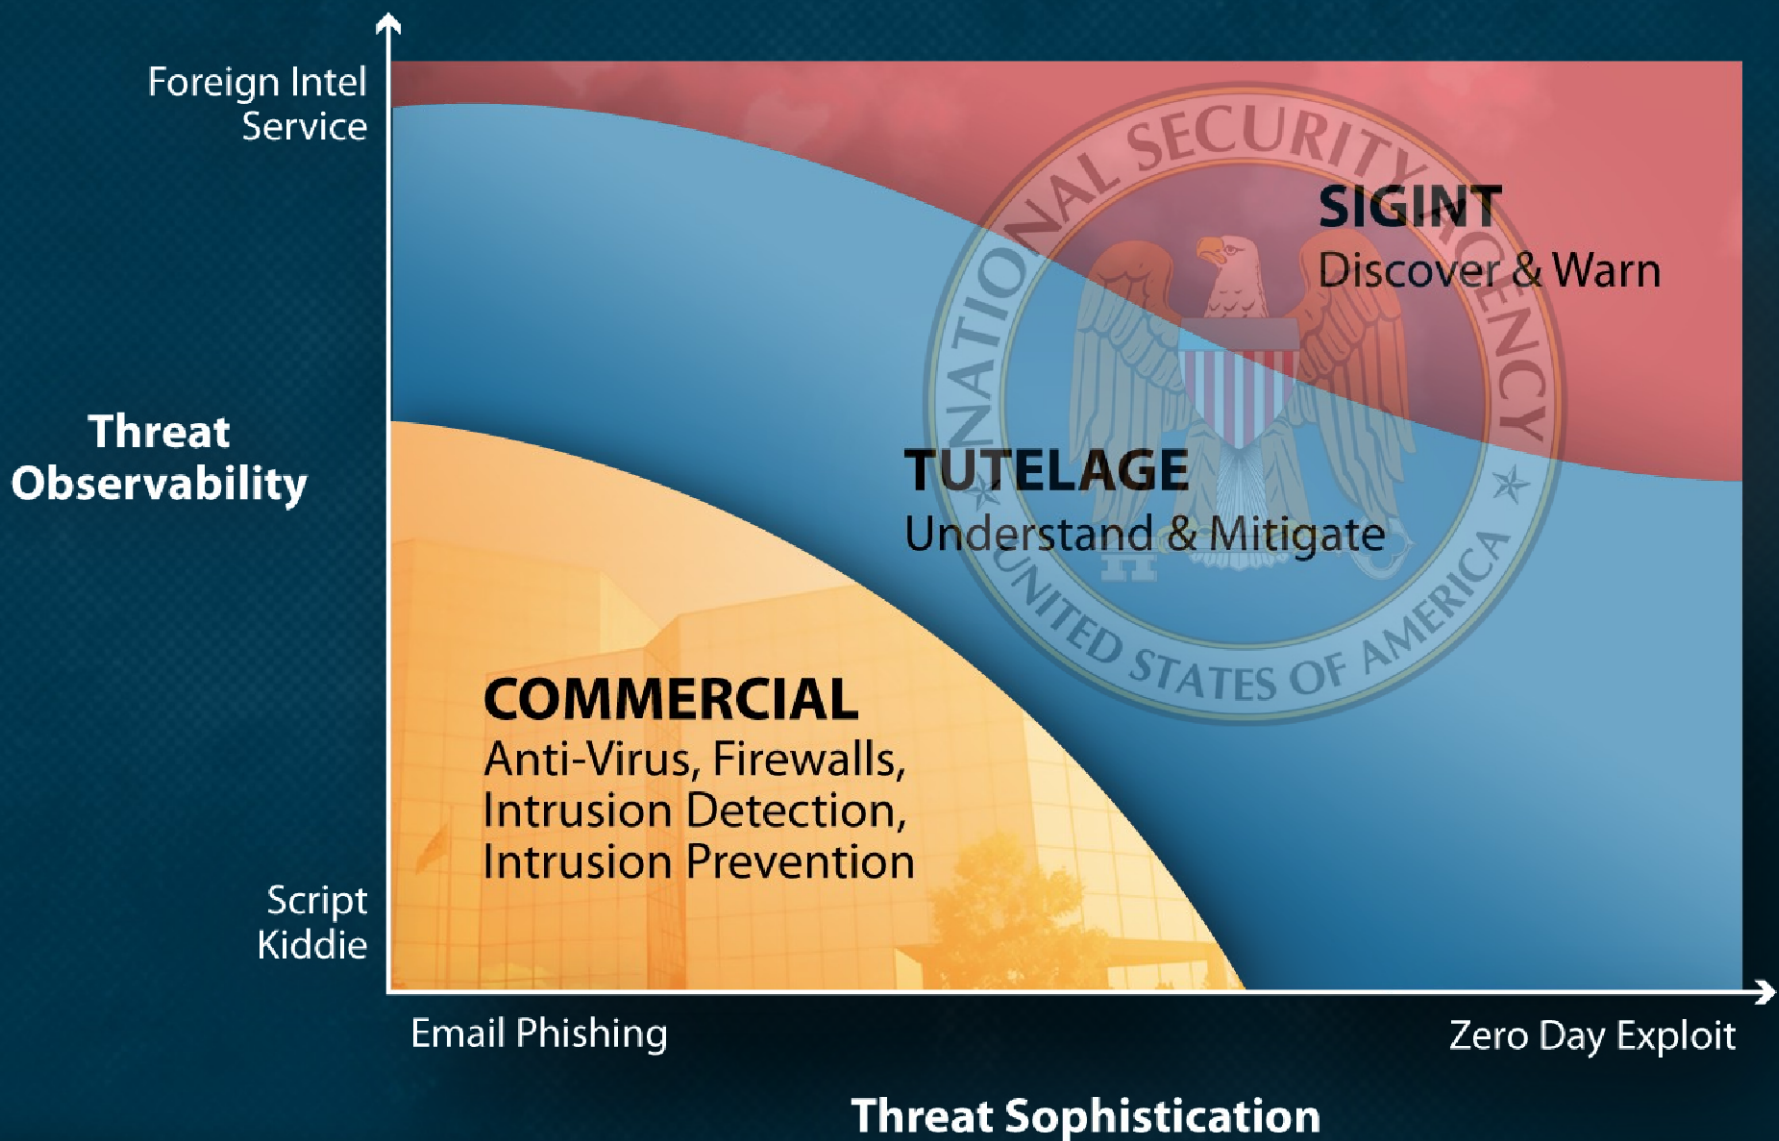 Foreign Intel
Service
NATIONAL SECURITY AGENCY
SIGINT
Discover & Warn
Threat
Observability
TUTELAGE
Understand & Mitigate
UNITED STATES OF AMERICA
COMMERCIAL
Anti-Virus, Firewalls,
Intrusion Detection,
Intrusion Prevention
Script
Kiddie
Email Phishing
Zero Day Exploit
Threat Sophistication